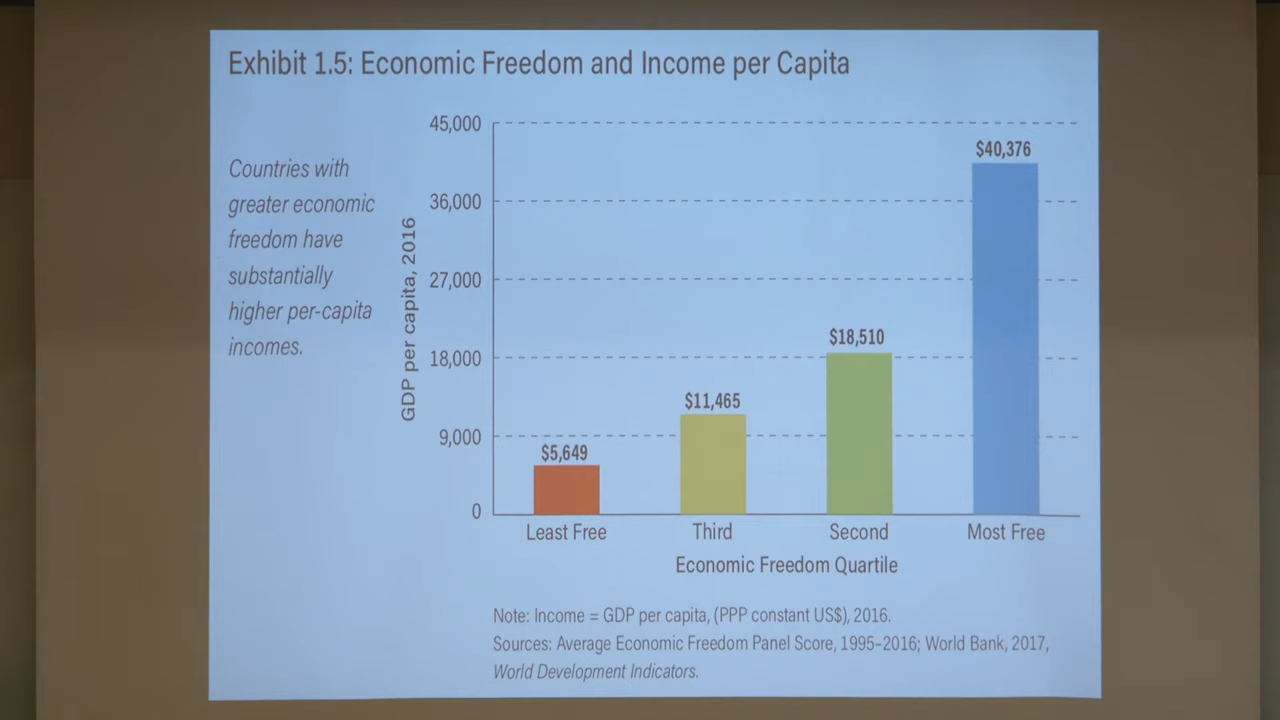 Exhibit 1.5: Economic Freedom and Income per Capita
Countries with
greater economic
freedom have
substantially
higher per-capita
incomes.
GDP per capita, 2016
45,000
36,000
27,000
18,000
9,000
0
$5,649
$11,465
$18,510
$40,376
Least Free
Third
Second
Most Free
Economic Freedom Quartile
Note: Income = GDP per capita, (PPP constant US$), 2016.
Sources: Average Economic Freedom Panel Score, 1995–2016; World Bank, 2017,
World Development Indicators.